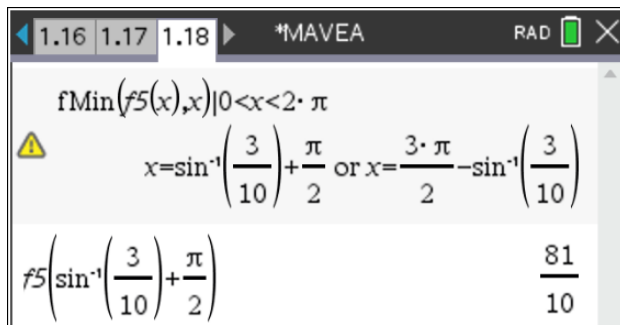 1.16 1.17 1.18 *MAVEA RAD
fMin(f5(x),x)|0<x<2·π
x=sin⁻¹(3/10)+π/2 or x=3·π/2−sin⁻¹(3/10)
f5(sin⁻¹(3/10)+π/2) 81/10